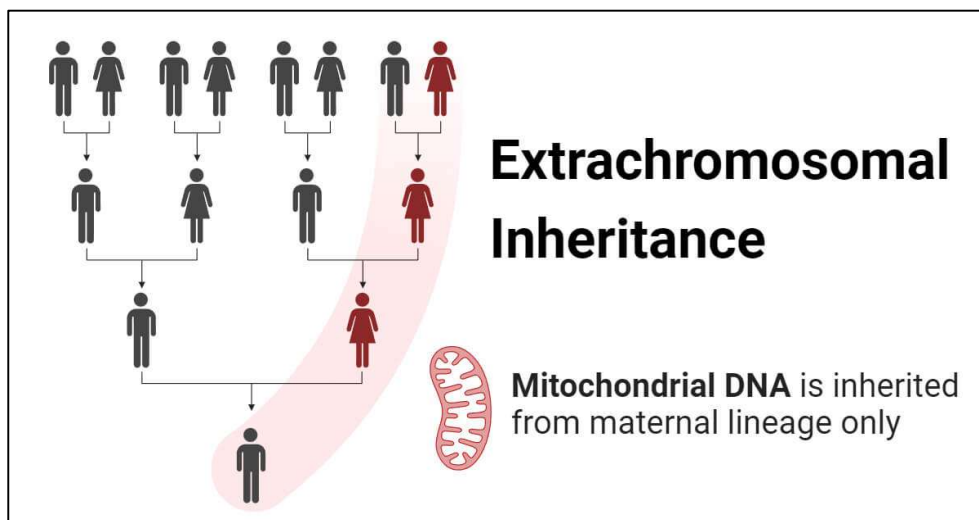 Extrachromosomal
Inheritance
Mitochondrial DNA is inherited
from maternal lineage only